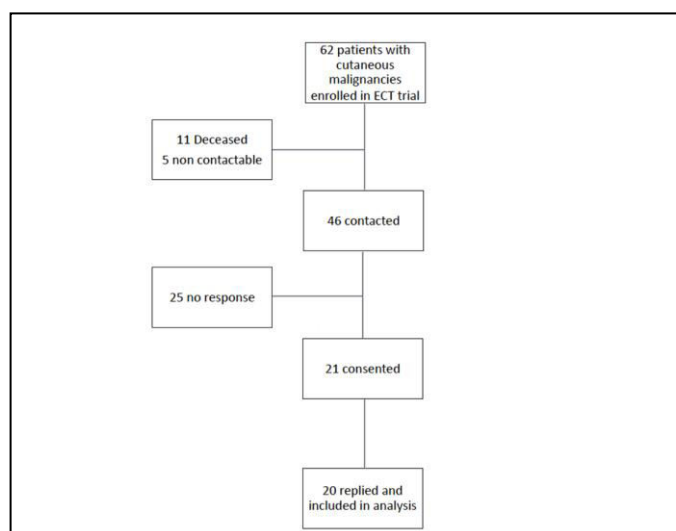 62 patients with
cutaneous
malignancies
enrolled in ECT trial
11 Deceased
5 non contactable
46 contacted
25 no response
21 consented
20 replied and
included in analysis